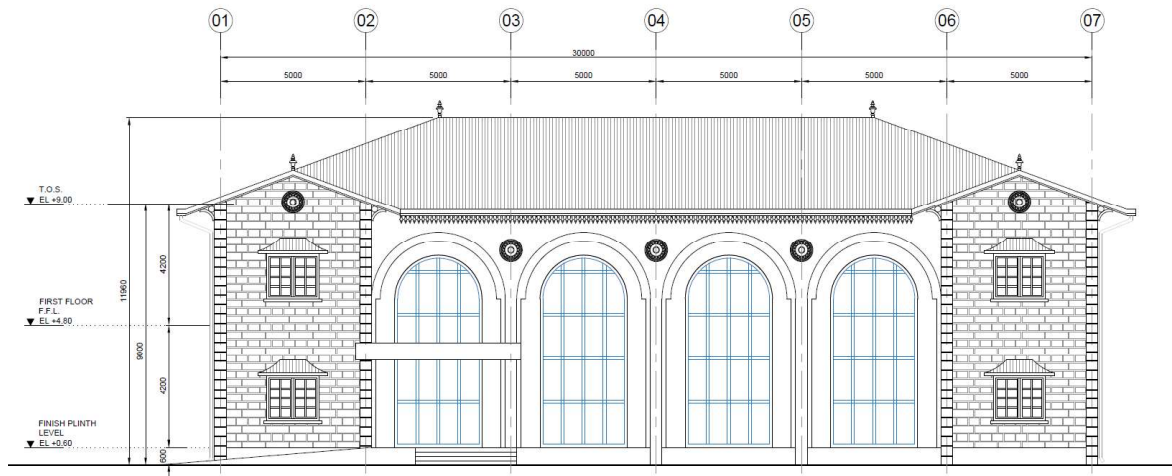 01
02
03
04
05
06
07
30000
5000
5000
5000
5000
5000
5000
T.O.S.
EL +9.00
4200
11960
FIRST FLOOR
F.F.L.
EL +4.80
4200
FINISH PLINTH
LEVEL
EL +0.60
600